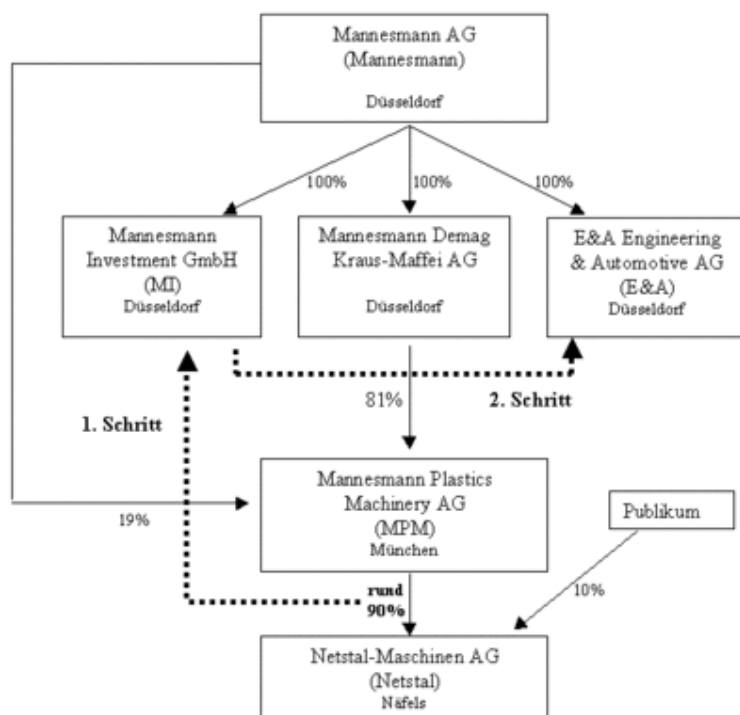 Mannesmann AG
(Mannesmann)
Düsseldorf
100%
100%
100%
Mannesmann
Investment GmbH
(MI)
Düsseldorf
Mannesmann Demag
Kraus-Maffei AG
Düsseldorf
E&A Engineering
& Automotive AG
(E&A)
Düsseldorf
1. Schritt
81%
2. Schritt
19%
Mannesmann Plastics
Machinery AG
(MPM)
München
Publikum
rund
90%
10%
Netstal-Maschinen AG
(Netstal)
Näfels